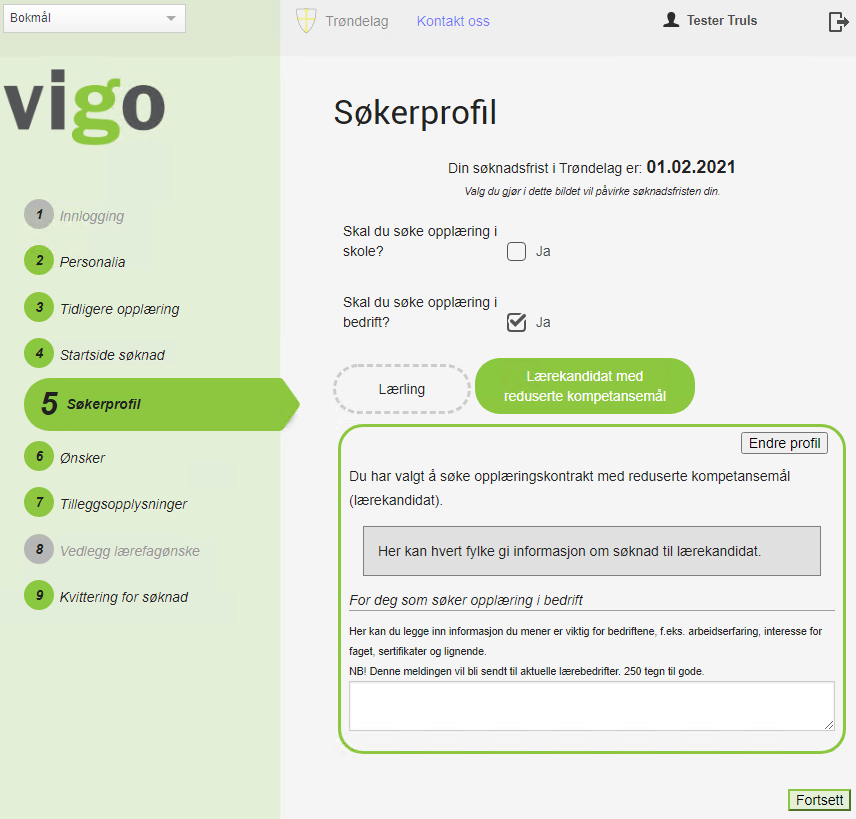 Bokmål
Trøndelag
Kontakt oss
Tester Truls
vigo
1 Innlogging
2 Personalia
3 Tidligere opplæring
4 Startside søknad
5 Søkerprofil
6 Ønsker
7 Tilleggsopplysninger
8 Vedlegg lærefagønske
9 Kvittering for søknad
Søkerprofil
Din søknadsfrist i Trøndelag er: 01.02.2021
Valg du gjør i dette bildet vil påvirke søknadsfristen din.
Skal du søke opplæring i
skole?
Ja
Skal du søke opplæring i
bedrift?
Ja
Lærling
Lærekandidat med
reduserte kompetansemål
Endre profil
Du har valgt å søke opplæringskontrakt med reduserte kompetansemål
(lærekandidat).
Her kan hvert fylke gi informasjon om søknad til lærekandidat.
For deg som søker opplæring i bedrift
Her kan du legge inn informasjon du mener er viktig for bedriftene, f.eks. arbeidserfaring, interesse for
faget, sertifikater og lignende.
NB! Denne meldingen vil bli sendt til aktuelle lærebedrifter. 250 tegn til gode.
Fortsett